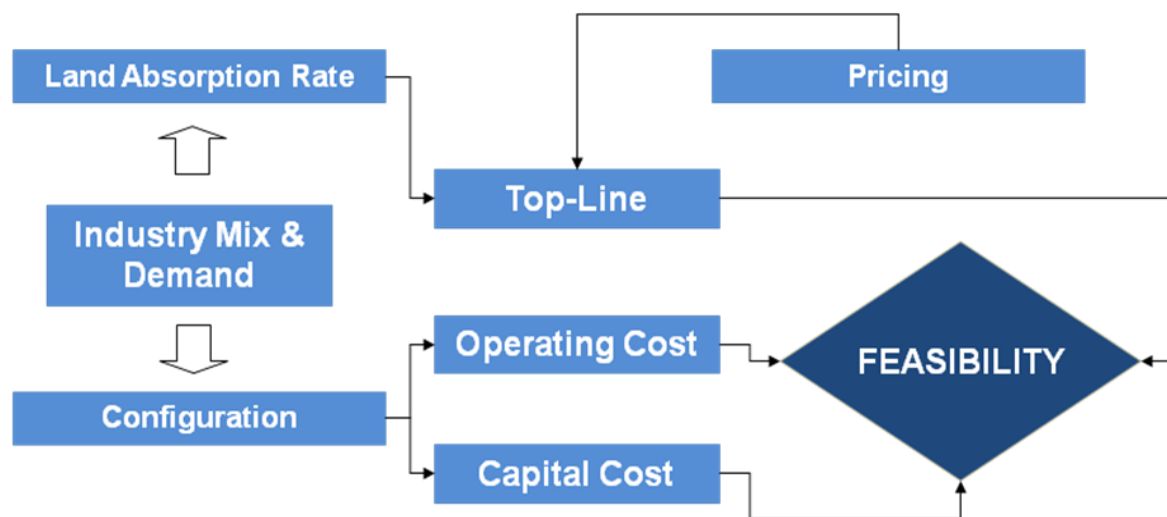 Land Absorption Rate
Pricing
Top-Line
Industry Mix &
Demand
Operating Cost
FEASIBILITY
Configuration
Capital Cost